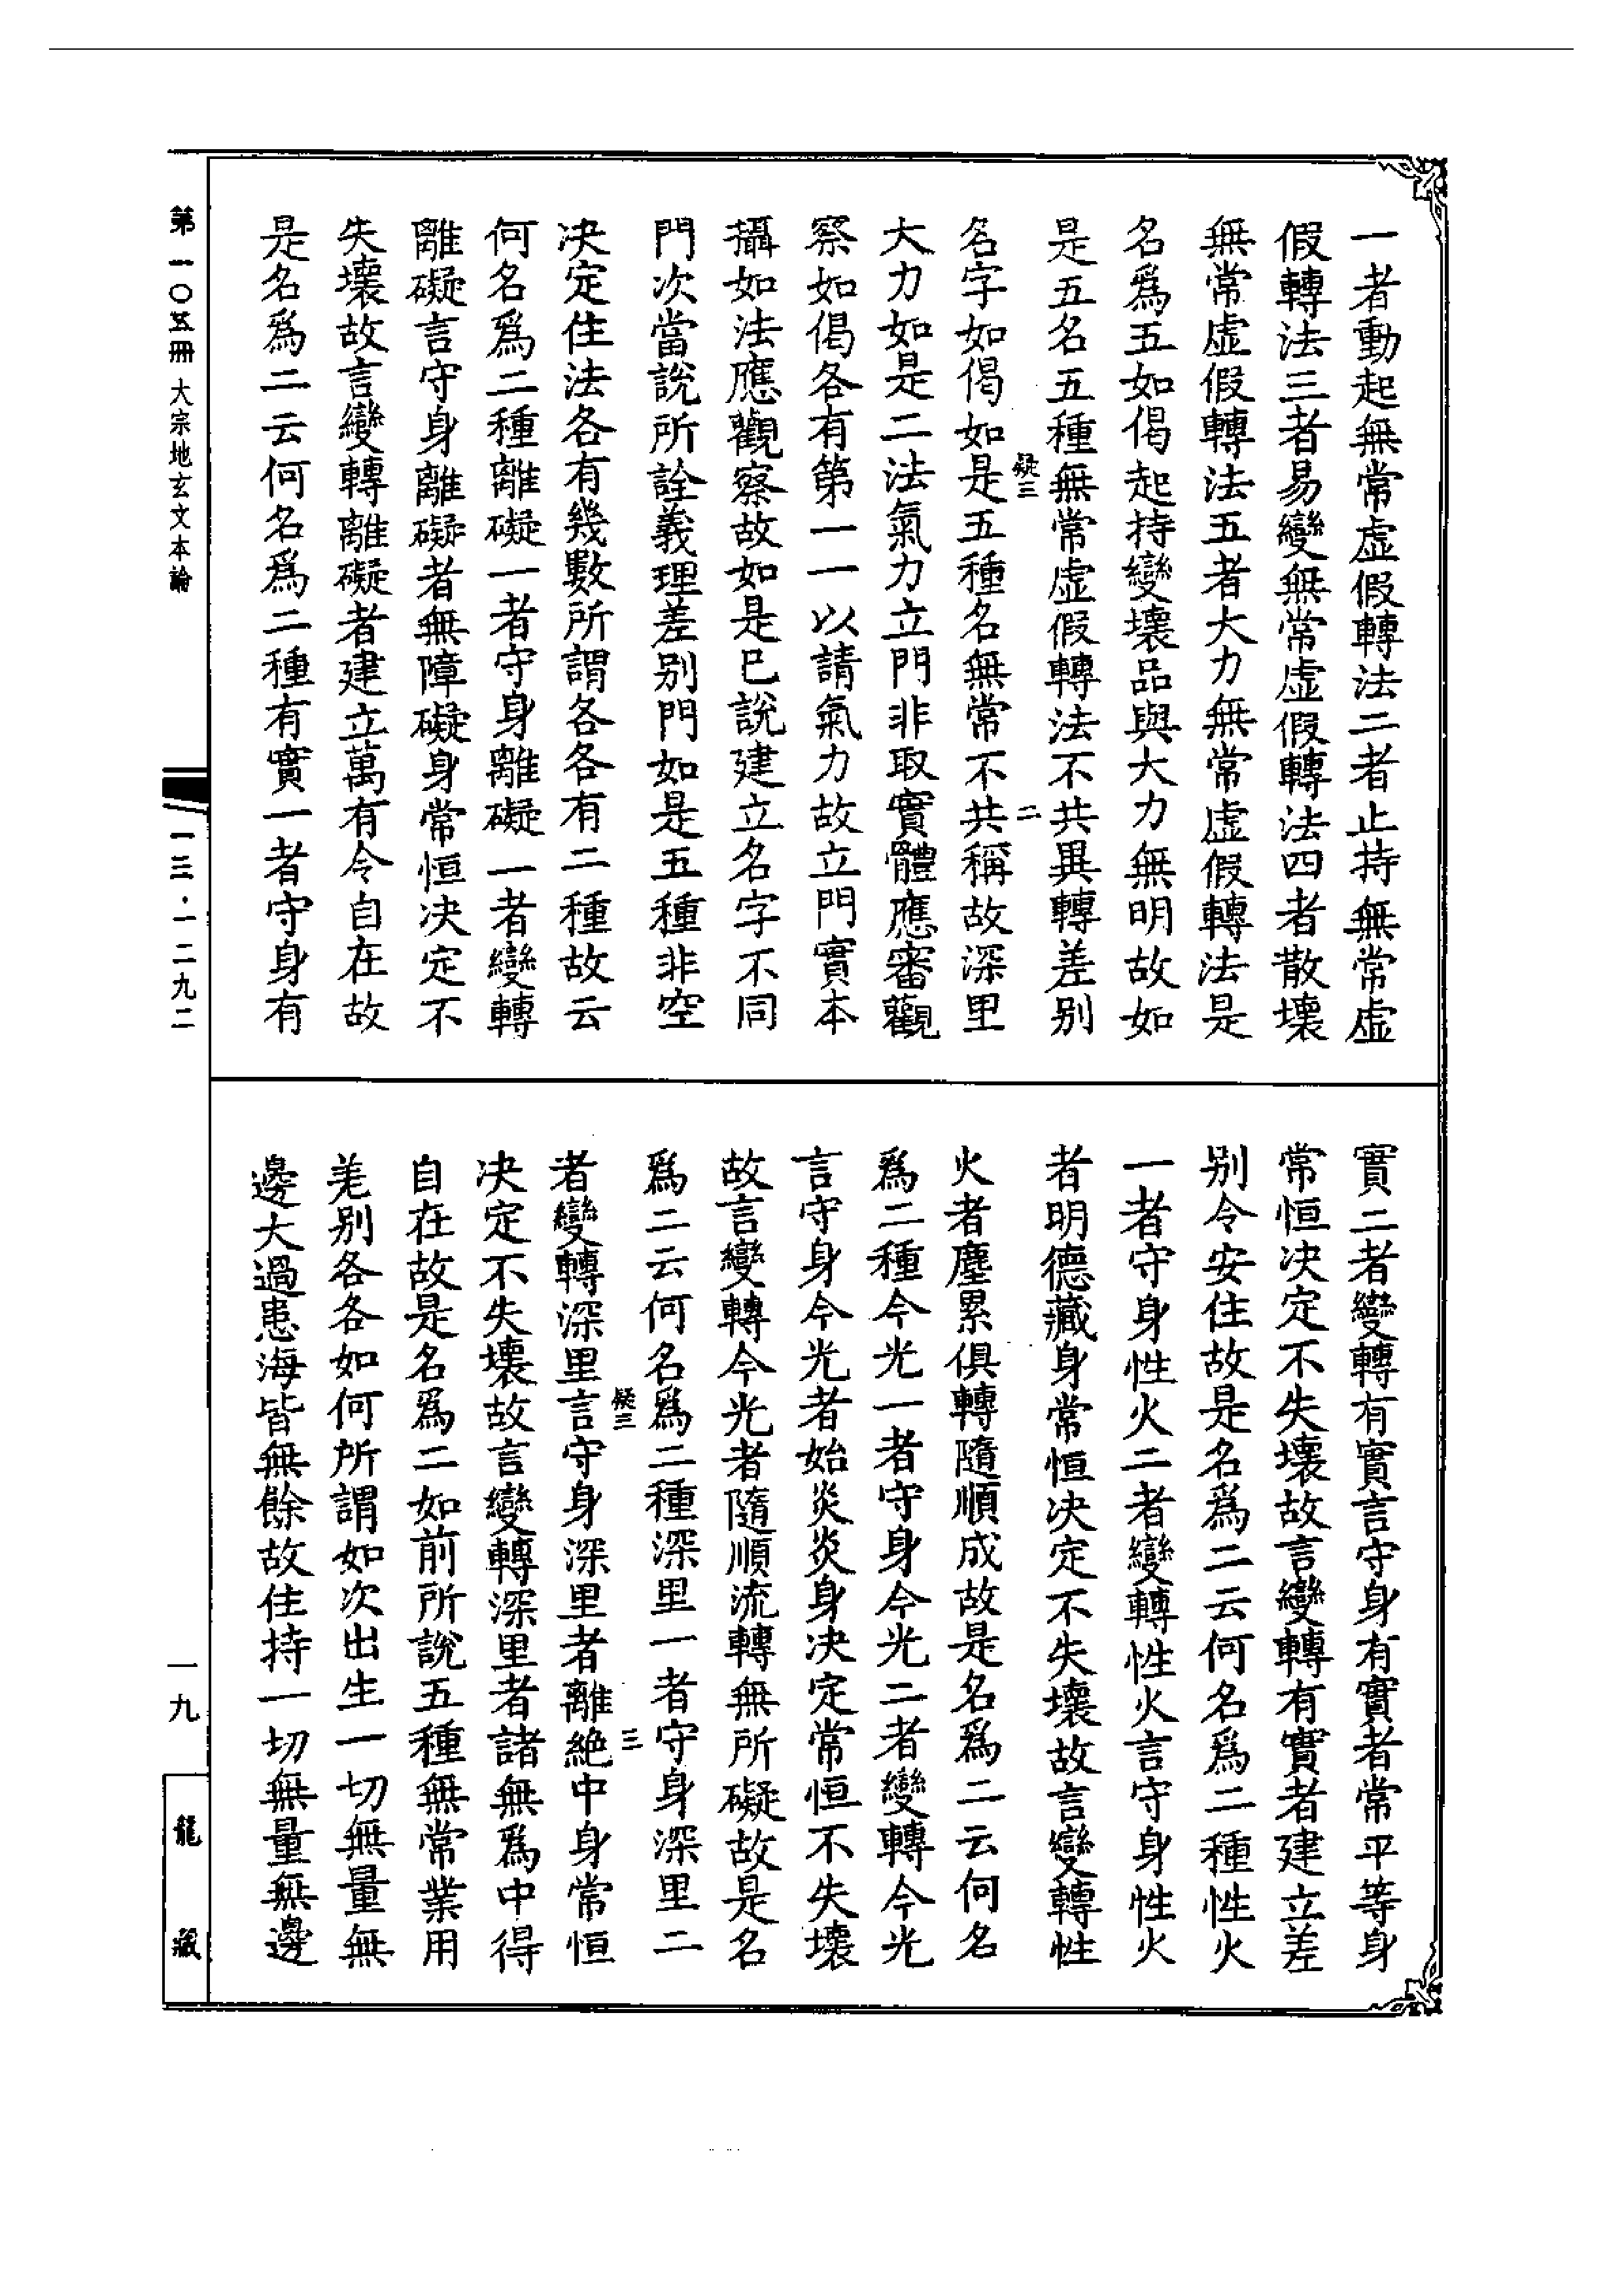 一者動起無常虛假轉法二者止持無常虛
假轉法三者易變無常虛假轉法四者散壞
無常虛假轉法五者大力無常虛假轉法是
名爲五如偈起持變壞品與大力無明故如
是五名五種無常虛假轉法不共異轉差别
疑三
二
名字如偈如是五種名無常不共稱故深里
大力如是二法氣力立門非取實體應審觀
察如偈各有第一一以請氣力故立門實本
攝如法應觀察故如是已說建立名字不同
門次當說所詮義理差别門如是五種非空
决定住法各有幾數所謂各各有二種故云
何名爲二種離礙一者守身離礙一者變轉
離礙言守身離礙者無障礙身常恒决定不
失壞故言變轉離礙者建立萬有令自在故
是名爲二云何名爲二種有實一者守身有
實二者變轉有實言守身有實者常平等身
常恒决定不失壞故言變轉有實者建立差
别令安住故是名爲二云何名爲二種性火
一者守身性火二者變轉性火言守身性火
者明德藏身常恒决定不失壞故言變轉性
火者塵累俱轉隨順成故是名爲二云何名
爲二種今光一者守身今光二者變轉今光
言守身今光者始炎炎身决定常恒不失壞
故言變轉今光者隨順流轉無所礙故是名
爲二云何名爲二種深里一者守身深里二
疑三
三
者變轉深里言守身深里者離絶中身常恒
决定不失壞故言變轉深里者諸無爲中得
自在故是名爲二如前所說五種無常業用
羌别各各如何所謂如次出生一切無量無
邊大過患海皆無餘故住持一切無量無邊
第一〇五冊 大宗地玄文本論
一三·一二九二
一九
龍藏